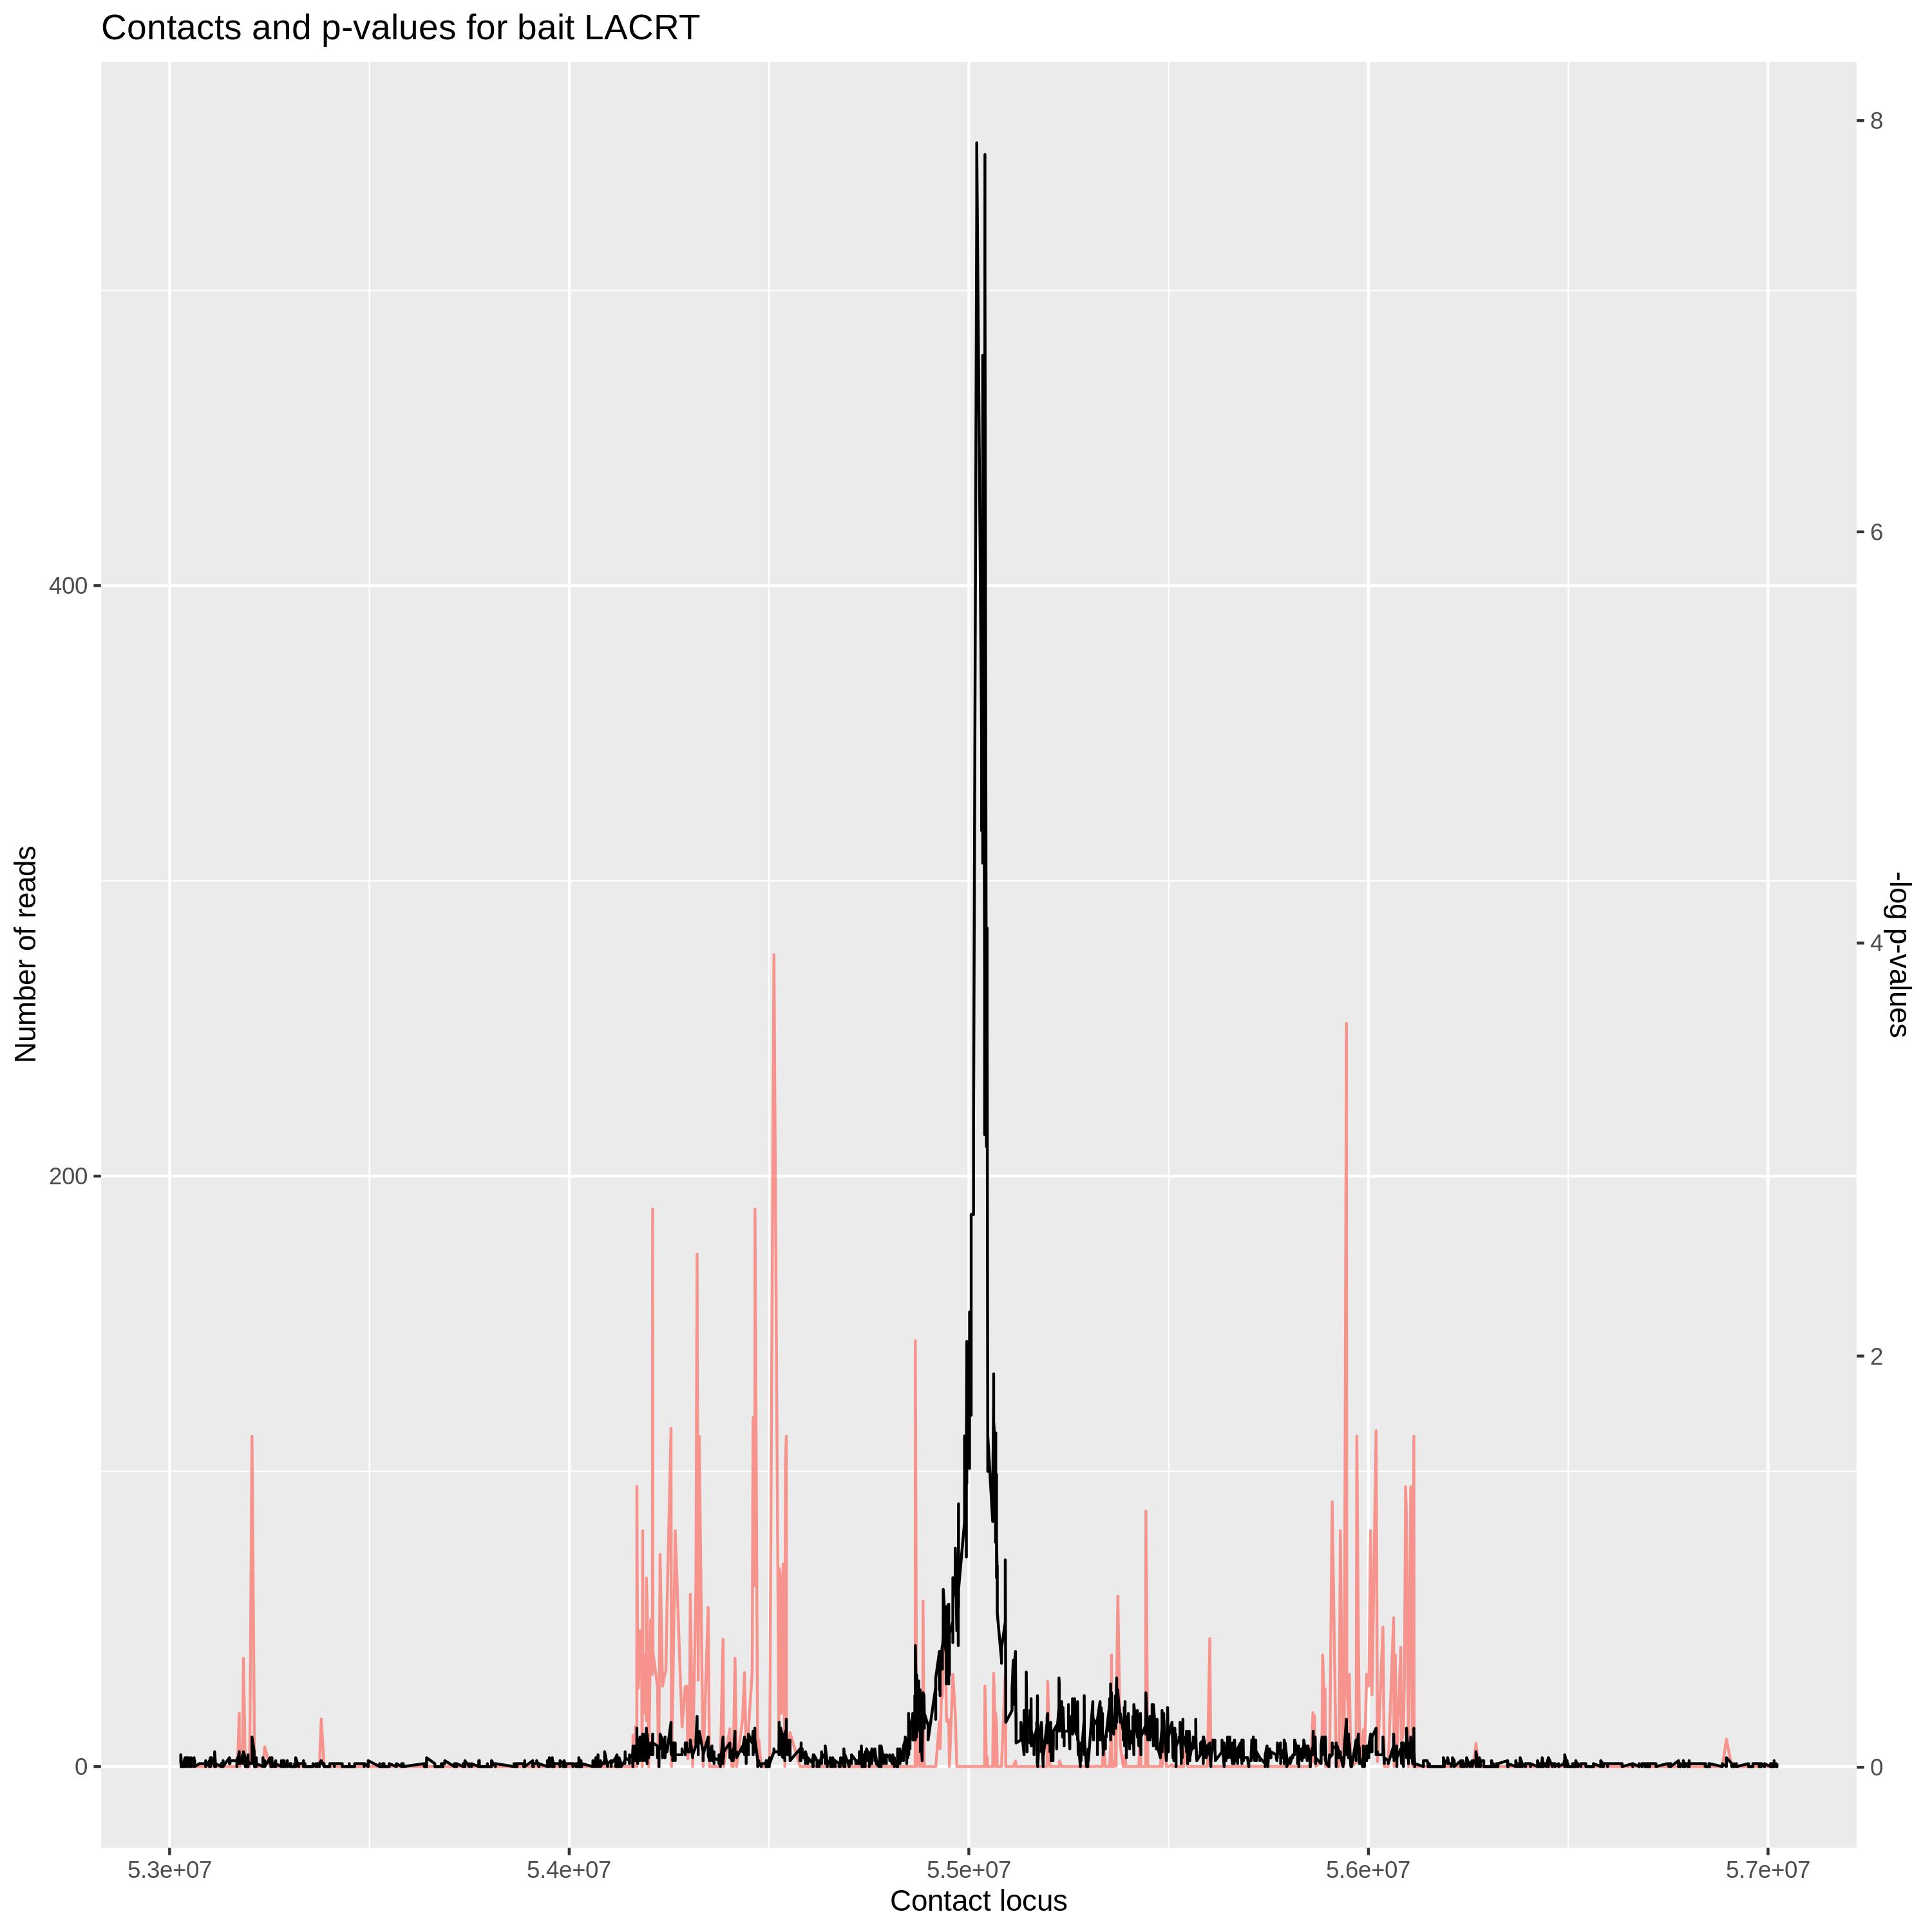 Contacts and p-values for bait LACRT
Number of reads
400
200
0
8
6
4
2
0
-log p-values
5.3e+07 5.4e+07 5.5e+07 5.6e+07 5.7e+07
Contact locus